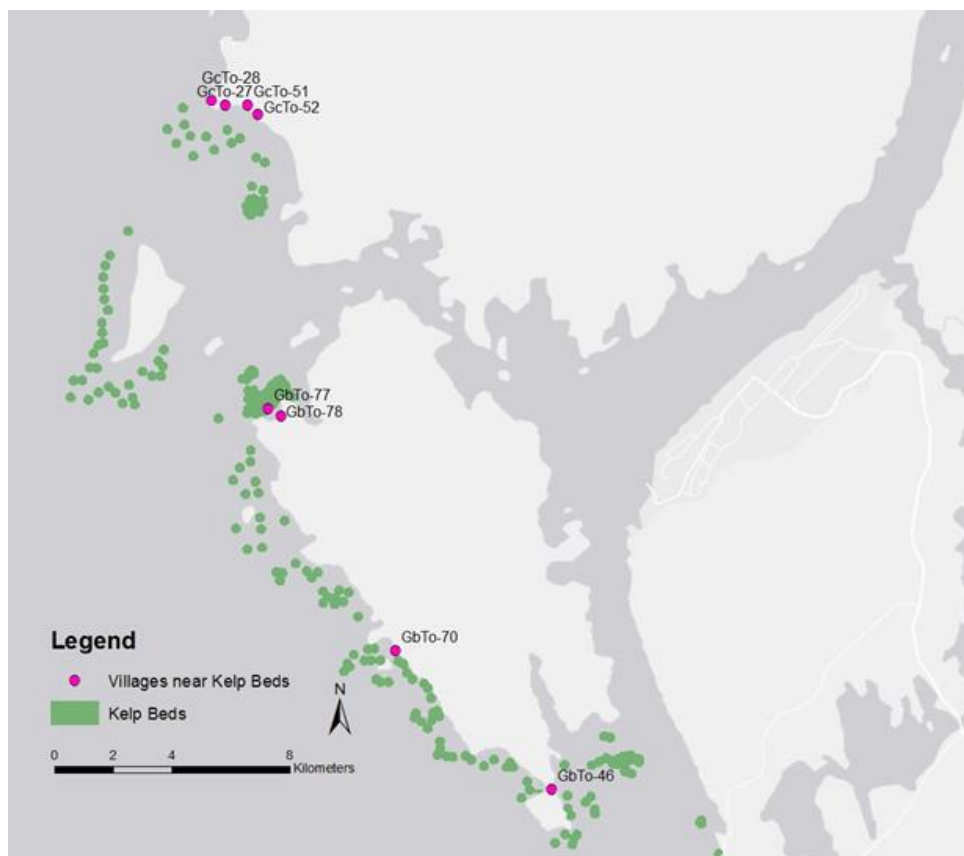 GcTo-28
GcTo-27 GcTo-51
GcTo-52
GbTo-77
GbTo-78
GbTo-70
GbTo-46
Legend
Villages near Kelp Beds
Kelp Beds
N
0 2 4 8
Kilometers